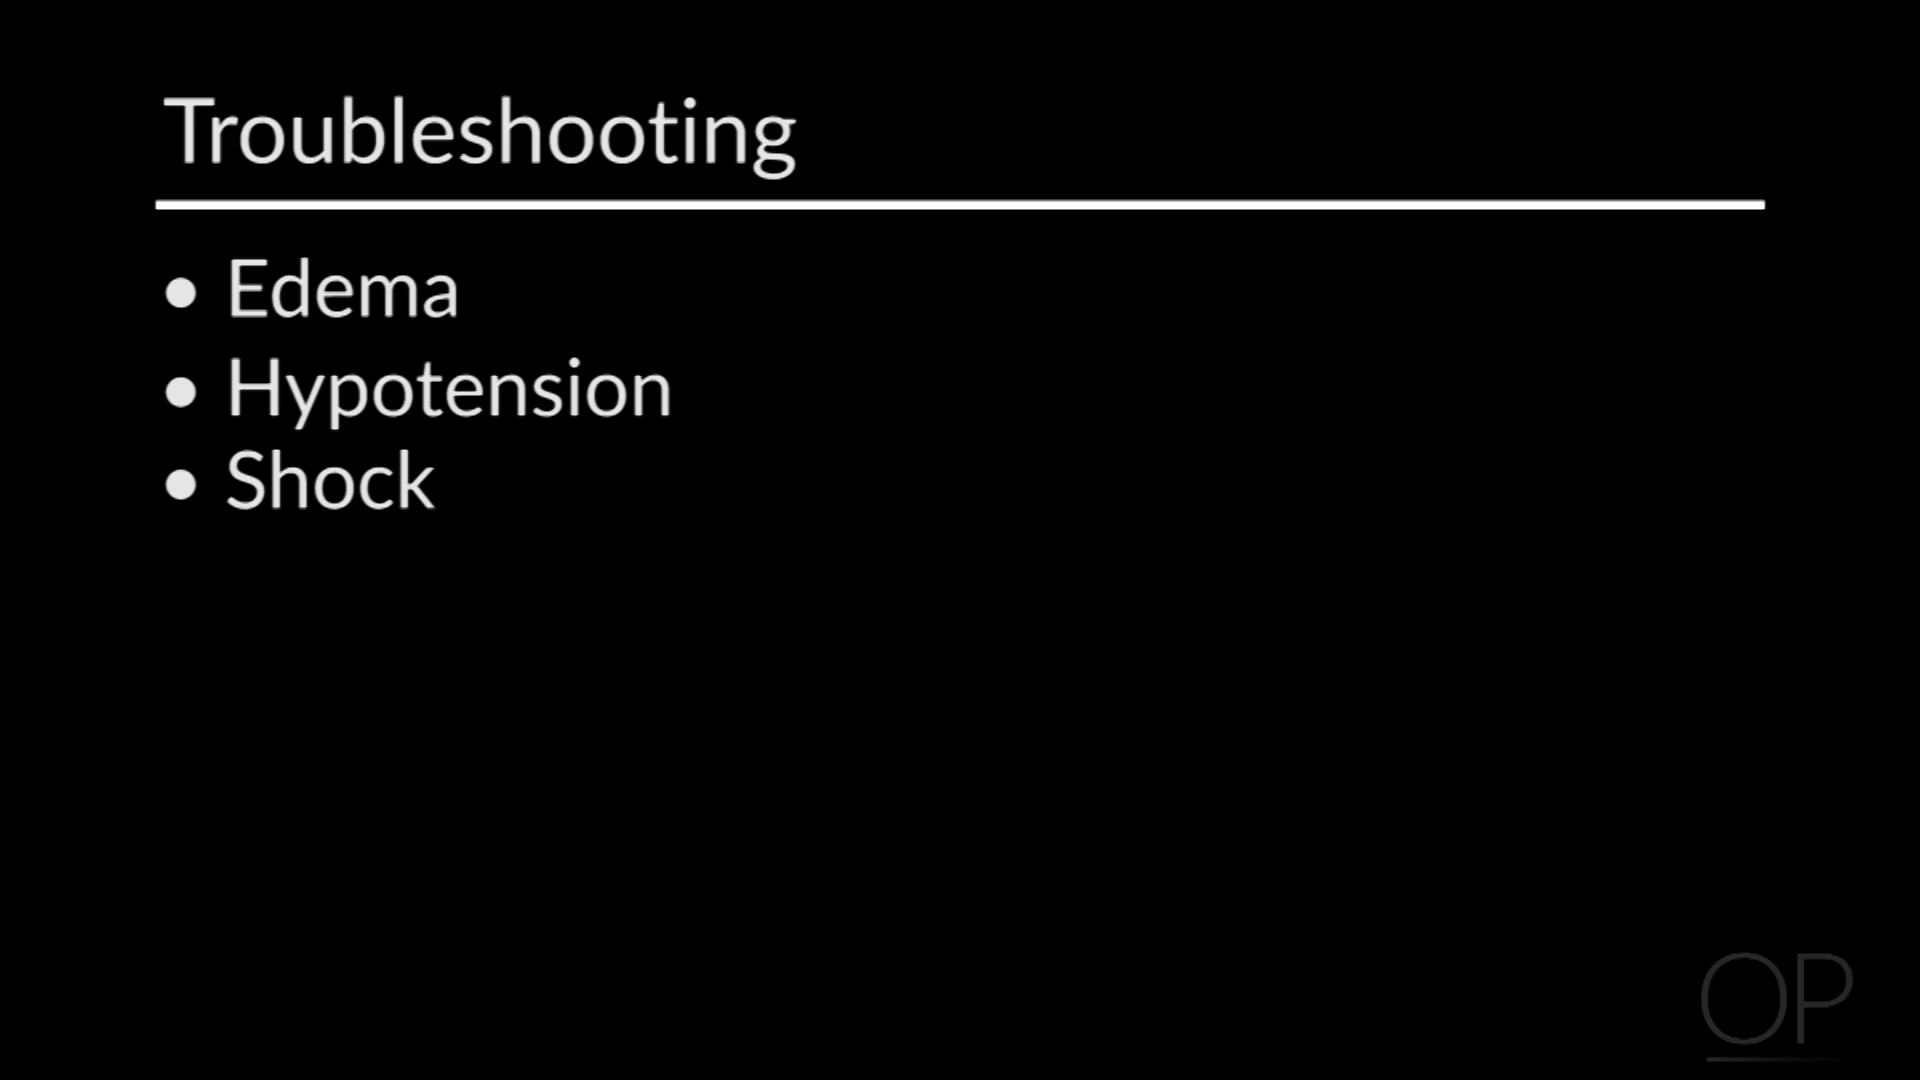 Troubleshooting
• Edema
• Hypotension
• Shock
OP